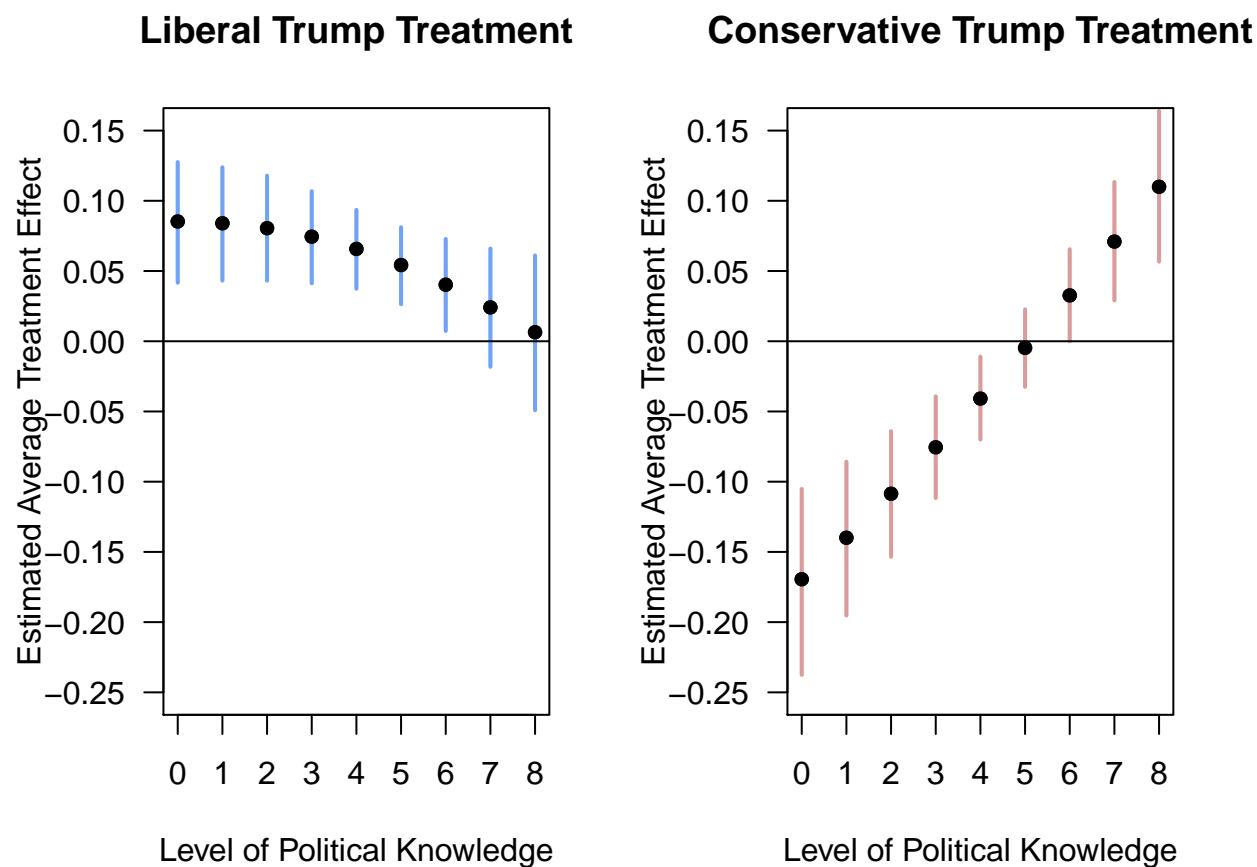 Liberal Trump Treatment
Estimated Average Treatment Effect
0.15
0.10
0.05
0.00
−0.05
−0.10
−0.15
−0.20
−0.25
0 1 2 3 4 5 6 7 8
Level of Political Knowledge
Conservative Trump Treatment
Estimated Average Treatment Effect
0.15
0.10
0.05
0.00
−0.05
−0.10
−0.15
−0.20
−0.25
0 1 2 3 4 5 6 7 8
Level of Political Knowledge